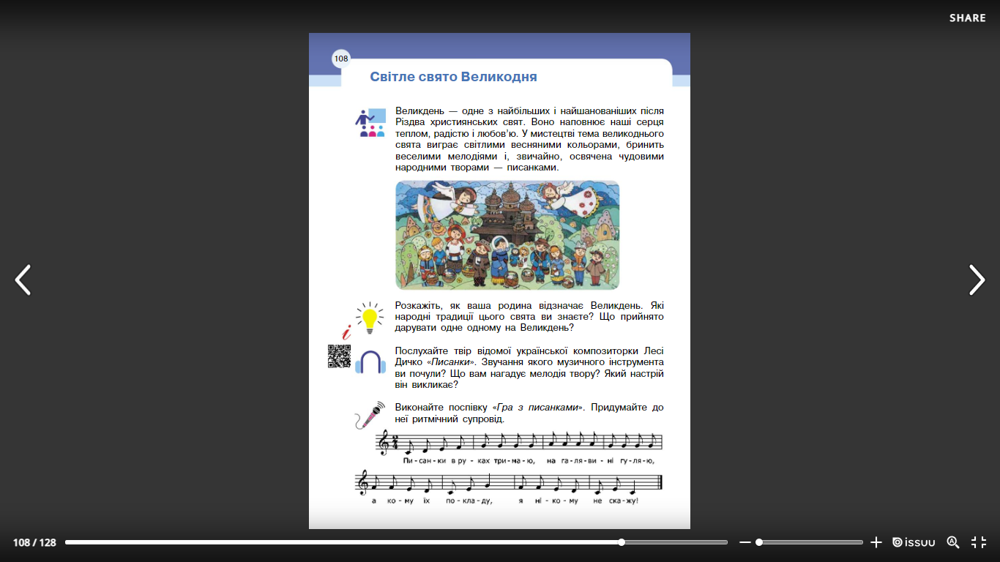 SHARE
108
Світле свято Великодня
Великдень — одне з найбільших і найшанованіших після
Різдва християнських свят. Воно наповнює наші серця
теплом, радістю і любов’ю. У мистецтві тема великоднього
свята виграє світлими весняними кольорами, бринить
веселими мелодіями і, звичайно, освячена чудовими
народними творами — писанками.
Розкажіть, як ваша родина відзначає Великдень. Які
народні традиції цього свята ви знаєте? Що прийнято
дарувати одне одному на Великдень?
i
Послухайте твір відомої української композиторки Лесі
Дичко «Писанки». Звучання якого музичного інструмента
ви почули? Що вам нагадує мелодія твору? Який настрій
він викликає?
Виконайте поспівку «Гра з писанками». Придумайте до
неї ритмічний супровід.
2
4
Пи - сан - ки в ру - ках три - ма - ю, на га - ля - ви - ні гу - ля - ю,
а ко - му їх по - кла - ду, я ні - ко - му не ска - жу!
108 / 128
issuu